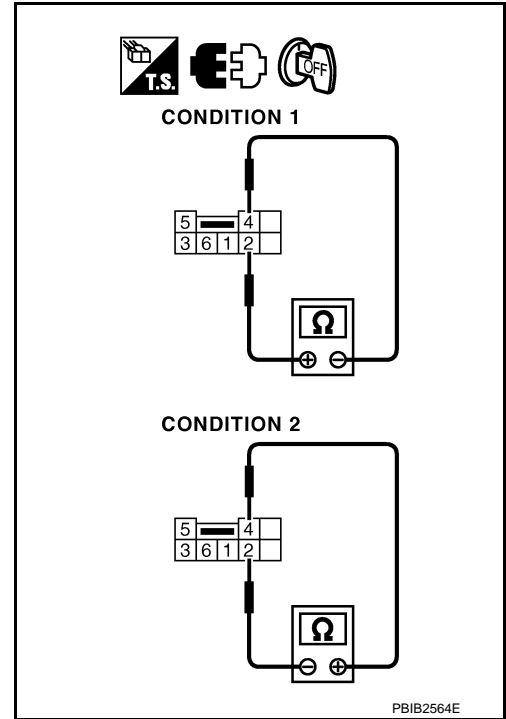 T.S.
OFF
CONDITION 1
5 4
3 6 1 2
Ω
+ −
CONDITION 2
5 4
3 6 1 2
Ω
− +
PBIB2564E